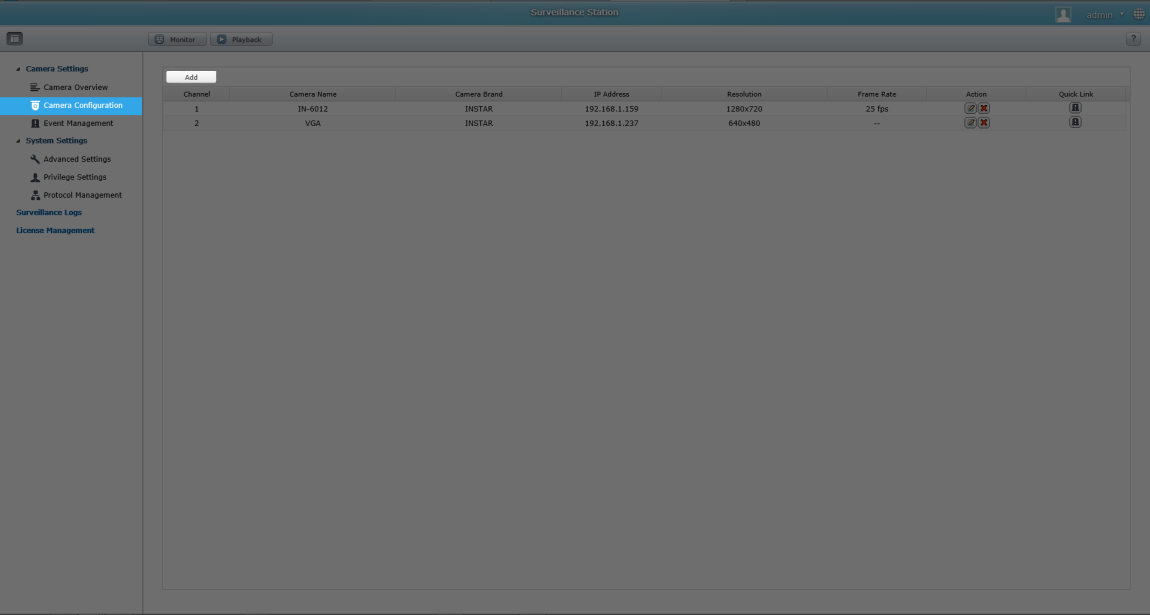 Surveillance Station
admin
Monitor Playback ?
Camera Settings
Camera Overview
Camera Configuration
Event Management
System Settings
Advanced Settings
Privilege Settings
Protocol Management
Surveillance Logs
License Management
Add
Channel Camera Name Camera Brand IP Address Resolution Frame Rate Action Quick Link
1 IN-6012 INSTAR 192.168.1.159 1280x720 25 fps
2 VGA INSTAR 192.168.1.237 640x480 --